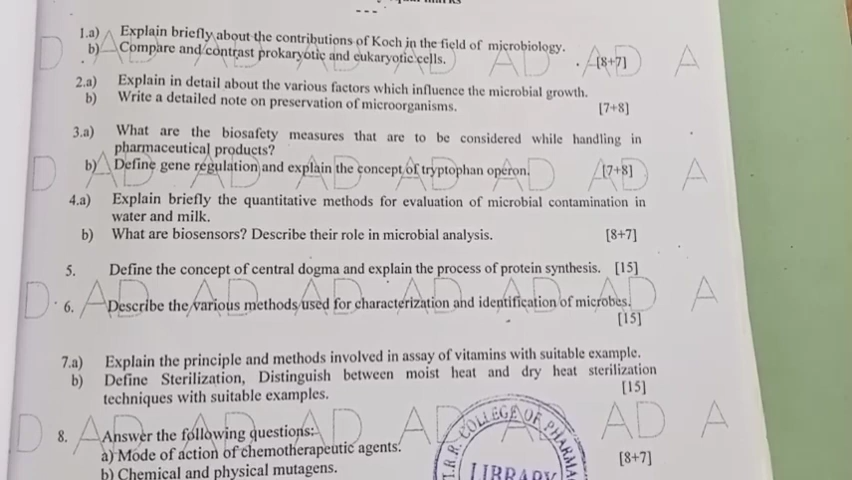 ---
1.a) Explain briefly about the contributions of Koch in the field of microbiology.
b) Compare and contrast prokaryotic and eukaryotic cells. [8+7]
2.a) Explain in detail about the various factors which influence the microbial growth.
b) Write a detailed note on preservation of microorganisms. [7+8]
3.a) What are the biosafety measures that are to be considered while handling in
pharmaceutical products?
b) Define gene regulation and explain the concept of tryptophan operon. [7+8]
4.a) Explain briefly the quantitative methods for evaluation of microbial contamination in
water and milk.
b) What are biosensors? Describe their role in microbial analysis. [8+7]
5. Define the concept of central dogma and explain the process of protein synthesis. [15]
6. Describe the various methods used for characterization and identification of microbes.
[15]
7.a) Explain the principle and methods involved in assay of vitamins with suitable example.
b) Define Sterilization, Distinguish between moist heat and dry heat sterilization
techniques with suitable examples. [15]
8. Answer the following questions:
a) Mode of action of chemotherapeutic agents.
b) Chemical and physical mutagens. [8+7]
COLLEGE OF PHARMA
LIBRARY